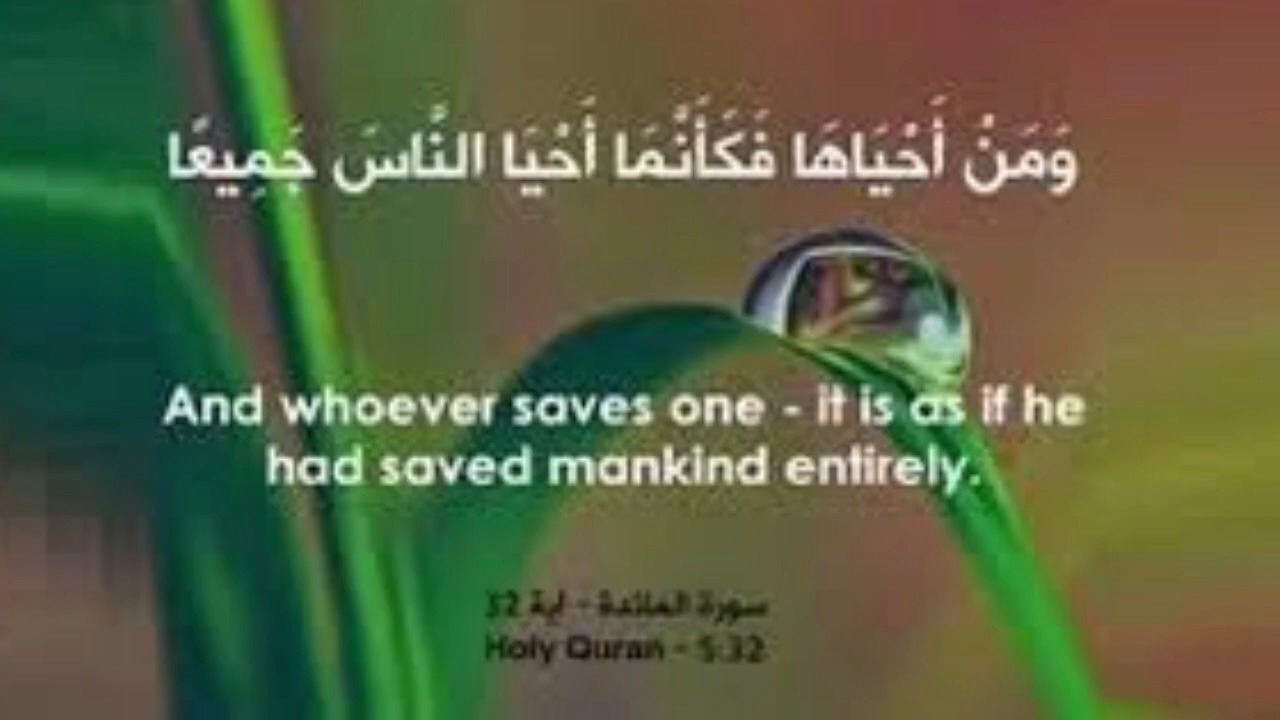 وَمَنْ أَحْيَاهَا فَكَأَنَّمَا أَحْيَا النَّاسَ جَمِيعًا
And whoever saves one - it is as if he
had saved mankind entirely.
سورة المائدة - آية 32
Holy Quran - 5:32